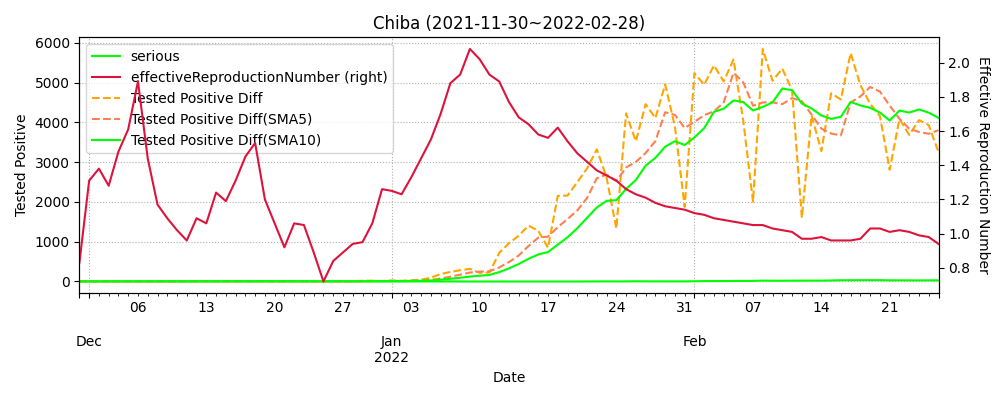 Chiba (2021-11-30~2022-02-28)
serious
effectiveReproductionNumber (right)
Tested Positive Diff
Tested Positive Diff(SMA5)
Tested Positive Diff(SMA10)
Tested Positive
6000
5000
4000
3000
2000
1000
0
2.0
1.8
1.6
1.4
1.2
1.0
0.8
Effective Reproduction Number
06 13 20 27 03 10 17 24 31 07 14 21
Dec Jan Feb
2022
Date